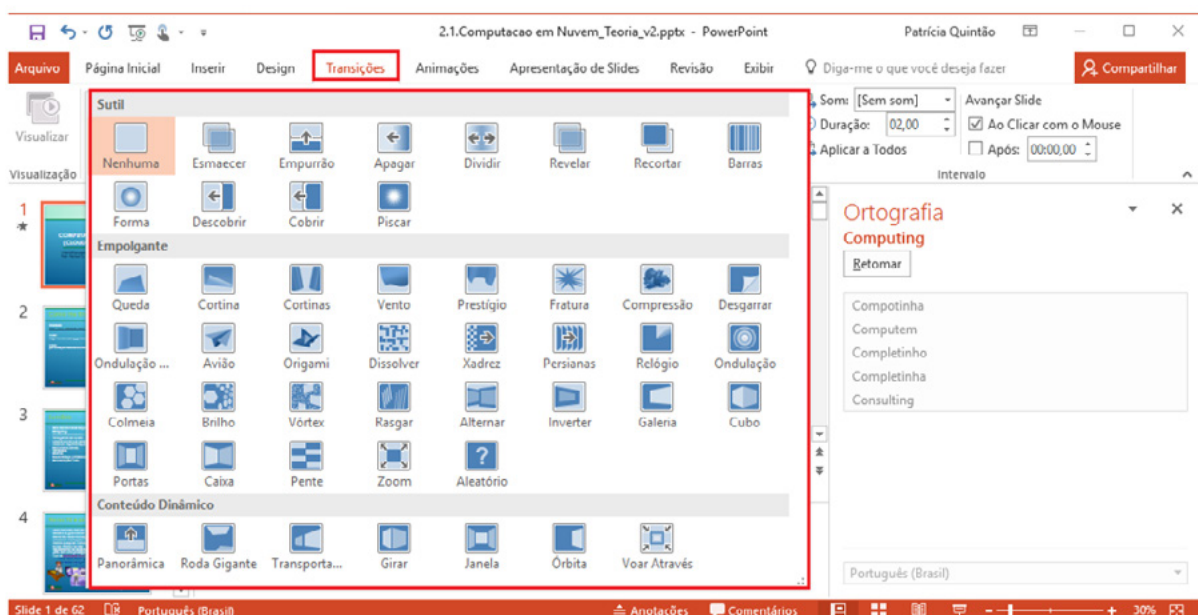 2.1.Computacao em Nuvem_Teoria_v2.pptx - PowerPoint
Patrícia Quintão
Arquivo Página Inicial Inserir Design Transições Animações Apresentação de Slides Revisão Exibir Diga-me o que você deseja fazer Compartilhar
Visualizar
Visualização
Sutil
Nenhuma Esmaecer Empurrão Apagar Dividir Revelar Recortar Barras
Forma Descobrir Cobrir Piscar
Empolgante
Queda Cortina Cortinas Vento Prestígio Fratura Compressão Desgarrar
Ondulação ... Avião Origami Dissolver Xadrez Persianas Relógio Ondulação
Colmeia Brilho Vórtex Rasgar Alternar Inverter Galeria Cubo
Portas Caixa Pente Zoom Aleatório
Conteúdo Dinâmico
Panorâmica Roda Gigante Transporta... Girar Janela Órbita Voar Através
Som: [Sem som] Avançar Slide
Duração: 02,00 Ao Clicar com o Mouse
Aplicar a Todos Após: 00:00,00
Intervalo
1
2
3
4
Ortografia
Computing
Retomar
Compotinha
Computem
Completinho
Completinha
Consulting
Português (Brasil)
Slide 1 de 62 Português (Brasil) Anotações Comentários 30%